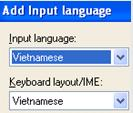 Add Input language
Input language:
Vietnamese
Keyboard layout/IME:
Vietnamese